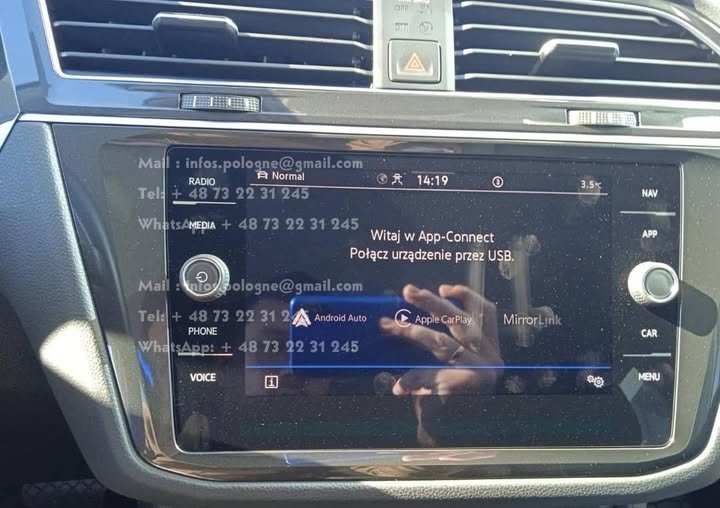 Mail : infos.pologne@gmail.com
Tel: + 48 73 22 31 245
WhatsApp: + 48 73 22 31 245
RADIO
MEDIA
PHONE
VOICE
Normal
14:19
3.5°C
Witaj w App-Connect
Połącz urządzenie przez USB.
Android Auto
Apple CarPlay
MirrorLink
NAV
APP
CAR
MENU
Mail : infos.pologne@gmail.com
Tel: + 48 73 22 31 245
WhatsApp: + 48 73 22 31 245